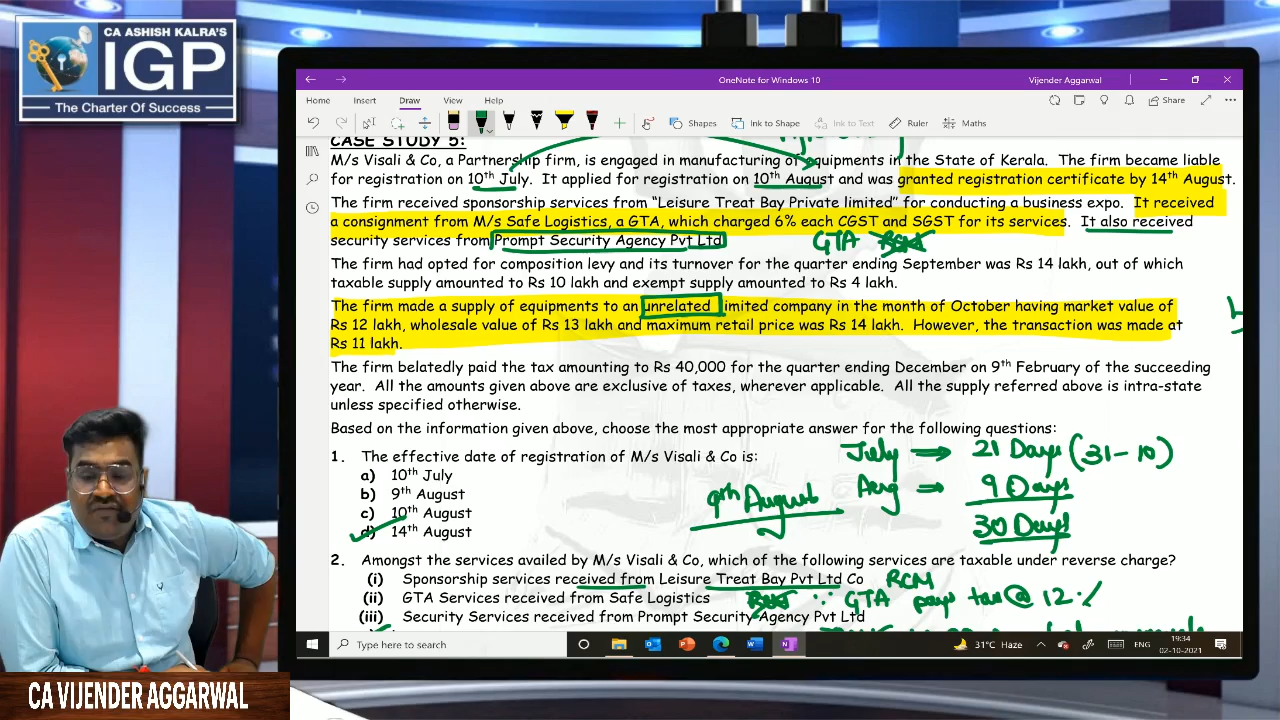 CA ASHISH KALRA'S
IGP
The Charter Of Success
OneNote for Windows 10
Vijender Aggarwal
Home Insert Draw View Help
Share
Shapes
Ink to Shape
Ink to Text
Ruler
Maths
CASE STUDY 5:
M/s Visali & Co, a Partnership firm, is engaged in manufacturing of equipments in the State of Kerala. The firm became liable
for registration on 10th July. It applied for registration on 10th August and was granted registration certificate by 14th August.
The firm received sponsorship services from "Leisure Treat Bay Private limited" for conducting a business expo. It received
a consignment from M/s Safe Logistics, a GTA, which charged 6% each CGST and SGST for its services. It also received
security services from Prompt Security Agency Pvt Ltd
GTA RCM
The firm had opted for composition levy and its turnover for the quarter ending September was Rs 14 lakh, out of which
taxable supply amounted to Rs 10 lakh and exempt supply amounted to Rs 4 lakh.
The firm made a supply of equipments to an unrelated limited company in the month of October having market value of
Rs 12 lakh, wholesale value of Rs 13 lakh and maximum retail price was Rs 14 lakh. However, the transaction was made at
Rs 11 lakh.
The firm belatedly paid the tax amounting to Rs 40,000 for the quarter ending December on 9th February of the succeeding
year. All the amounts given above are exclusive of taxes, wherever applicable. All the supply referred above is intra-state
unless specified otherwise.
Based on the information given above, choose the most appropriate answer for the following questions:
1. The effective date of registration of M/s Visali & Co is:
a) 10th July
b) 9th August
c) 10th August
d) 14th August
July → 21 Days (31-10)
Aug → 9 Days
30 Days
9th August
2. Amongst the services availed by M/s Visali & Co, which of the following services are taxable under reverse charge?
(i) Sponsorship services received from Leisure Treat Bay Pvt Ltd Co RCM
(ii) GTA Services received from Safe Logistics RCM ∵ GTA pays tax @ 12%
(iii) Security Services received from Prompt Security Agency Pvt Ltd
Type here to search
31°C Haze
ENG
19:34
02-10-2021
CA VIJENDER AGGARWAL